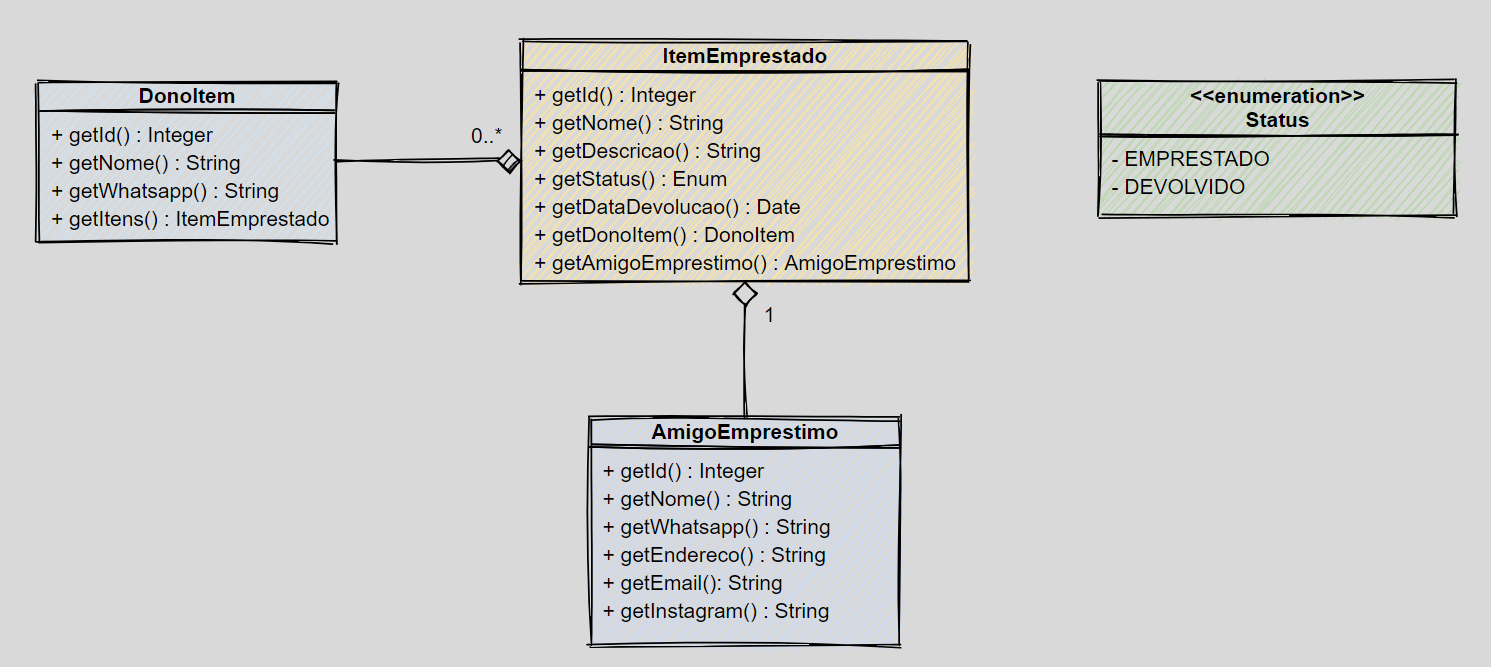 DonoItem
+ getId() : Integer
+ getNome() : String
+ getWhatsapp() : String
+ getItens() : ItemEmprestado
0..*
ItemEmprestado
+ getId() : Integer
+ getNome() : String
+ getDescricao() : String
+ getStatus() : Enum
+ getDataDevolucao() : Date
+ getDonoItem() : DonoItem
+ getAmigoEmprestimo() : AmigoEmprestimo
1
<<enumeration>>
Status
- EMPRESTADO
- DEVOLVIDO
AmigoEmprestimo
+ getId() : Integer
+ getNome() : String
+ getWhatsapp() : String
+ getEndereco() : String
+ getEmail(): String
+ getInstagram() : String